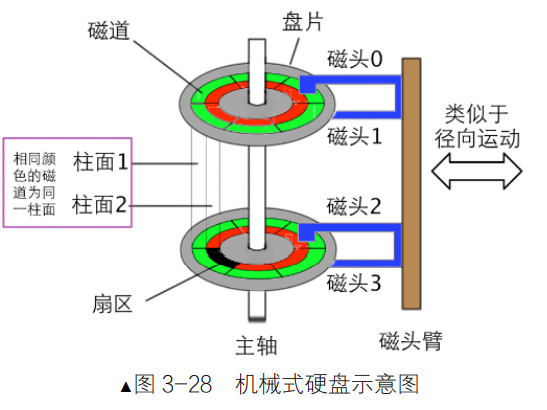 盘片
磁道
磁头0
磁头1
类似于
径向运动
相同颜
色的磁
道为同
一柱面
柱面1
柱面2
磁头2
磁头3
扇区
主轴
磁头臂
▲图 3-28 机械式硬盘示意图